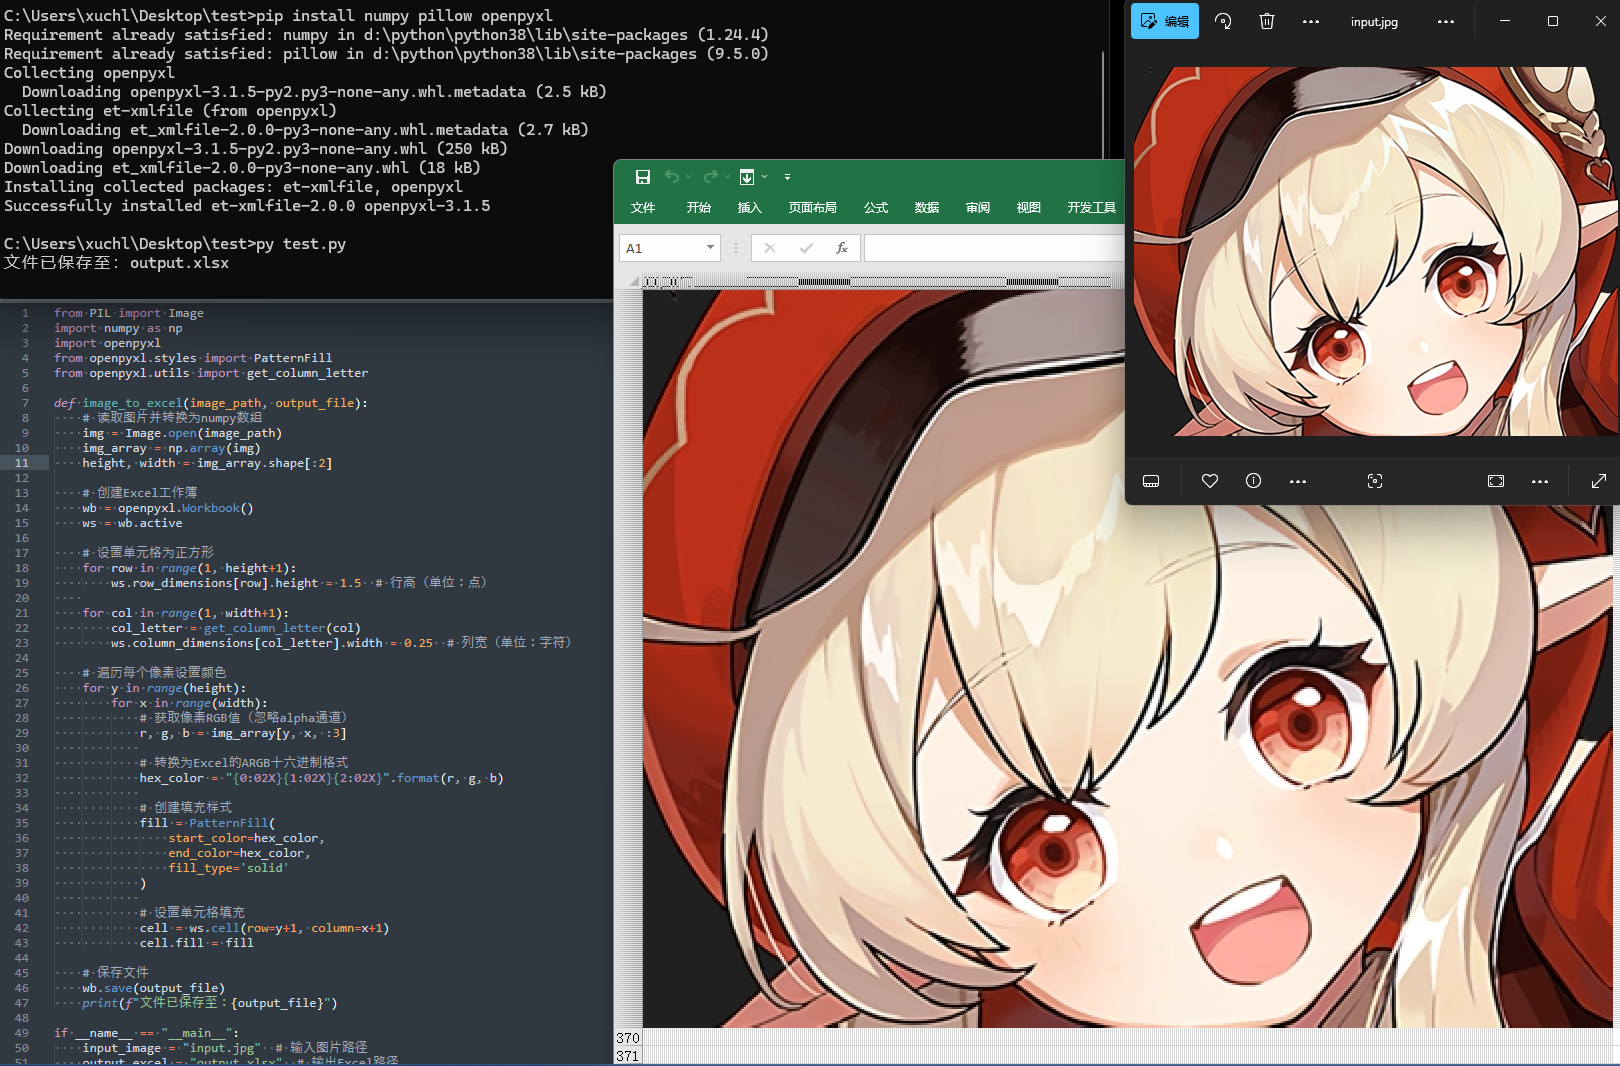 C:\Users\xuchl\Desktop\test>pip install numpy pillow openpyxl
Requirement already satisfied: numpy in d:\python\python38\lib\site-packages (1.24.4)
Requirement already satisfied: pillow in d:\python\python38\lib\site-packages (9.5.0)
Collecting openpyxl
  Downloading openpyxl-3.1.5-py2.py3-none-any.whl.metadata (2.5 kB)
Collecting et-xmlfile (from openpyxl)
  Downloading et_xmlfile-2.0.0-py3-none-any.whl.metadata (2.7 kB)
Downloading openpyxl-3.1.5-py2.py3-none-any.whl (250 kB)
Downloading et_xmlfile-2.0.0-py3-none-any.whl (18 kB)
Installing collected packages: et-xmlfile, openpyxl
Successfully installed et-xmlfile-2.0.0 openpyxl-3.1.5
C:\Users\xuchl\Desktop\test>py test.py
文件已保存至: output.xlsx
编辑
input.jpg
文件 开始 插入 页面布局 公式 数据 审阅 视图 开发工具
A1
fx
370
371
1 from PIL import Image
2 import numpy as np
3 import openpyxl
4 from openpyxl.styles import PatternFill
5 from openpyxl.utils import get_column_letter
6
7 def image_to_excel(image_path, output_file):
8     # 读取图片并转换为numpy数组
9     img = Image.open(image_path)
10     img_array = np.array(img)
11     height, width = img_array.shape[:2]
12
13     # 创建Excel工作簿
14     wb = openpyxl.Workbook()
15     ws = wb.active
16
17     # 设置单元格为正方形
18     for row in range(1, height+1):
19         ws.row_dimensions[row].height = 1.5  # 行高（单位：点）
20
21     for col in range(1, width+1):
22         col_letter = get_column_letter(col)
23         ws.column_dimensions[col_letter].width = 0.25  # 列宽（单位：字符）
24
25     # 遍历每个像素设置颜色
26     for y in range(height):
27         for x in range(width):
28             # 获取像素RGB值（忽略alpha通道）
29             r, g, b = img_array[y, x, :3]
30
31             # 转换为Excel的ARGB十六进制格式
32             hex_color = "{0:02X}{1:02X}{2:02X}".format(r, g, b)
33
34             # 创建填充样式
35             fill = PatternFill(
36                 start_color=hex_color,
37                 end_color=hex_color,
38                 fill_type='solid'
39             )
40
41             # 设置单元格填充
42             cell = ws.cell(row=y+1, column=x+1)
43             cell.fill = fill
44
45     # 保存文件
46     wb.save(output_file)
47     print(f"文件已保存至：{output_file}")
48
49 if __name__ == "__main__":
50     input_image = "input.jpg"  # 输入图片路径
51     output_excel = "output.xlsx"  # 输出Excel路径